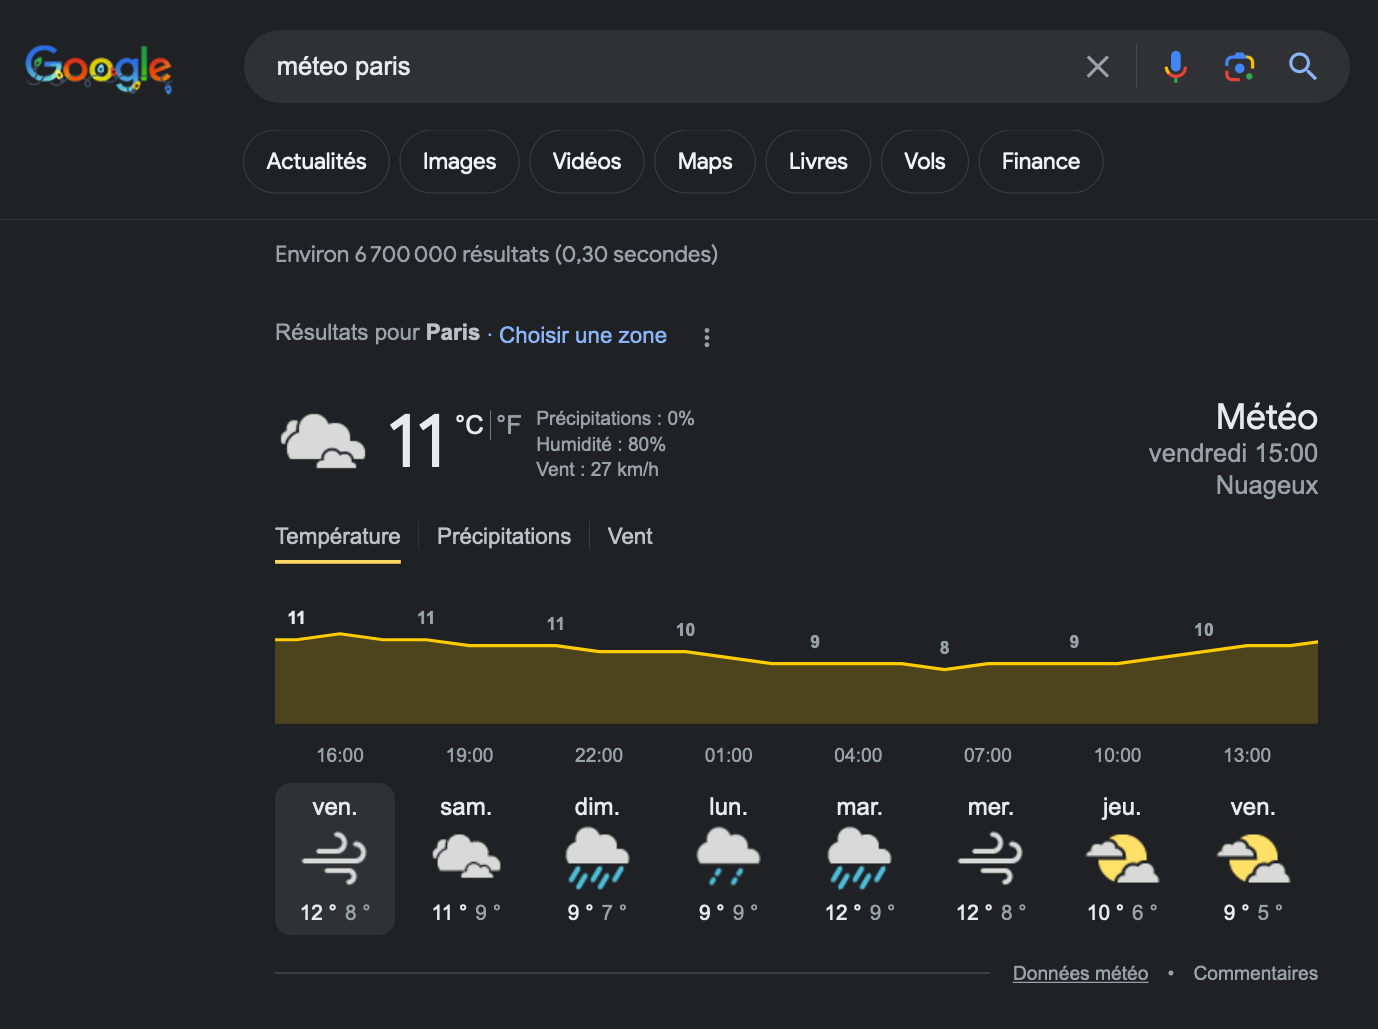 Google
méteo paris
Actualités Images Vidéos Maps Livres Vols Finance
Environ 6 700 000 résultats (0,30 secondes)
Résultats pour Paris · Choisir une zone
11 °C °F
Précipitations : 0%
Humidité : 80%
Vent : 27 km/h
Météo
vendredi 15:00
Nuageux
Température Précipitations Vent
11 11 11 10 9 8 9 10
16:00 19:00 22:00 01:00 04:00 07:00 10:00 13:00
ven. sam. dim. lun. mar. mer. jeu. ven.
12 ° 8 ° 11 ° 9 ° 9 ° 7 ° 9 ° 9 ° 12 ° 9 ° 12 ° 8 ° 10 ° 6 ° 9 ° 5 °
Données météo • Commentaires